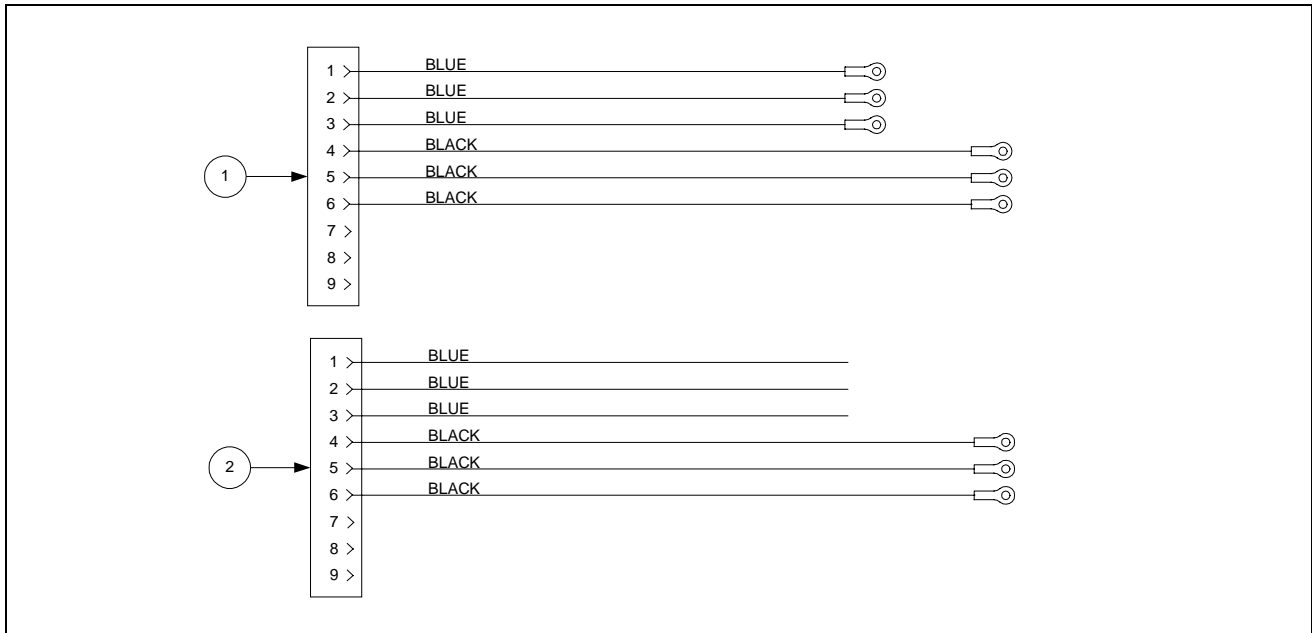 1 BLUE
2 BLUE
3 BLUE
4 BLACK
1
5 BLACK
6 BLACK
7
8
9
1 BLUE
2 BLUE
3 BLUE
4 BLACK
2
5 BLACK
6 BLACK
7
8
9